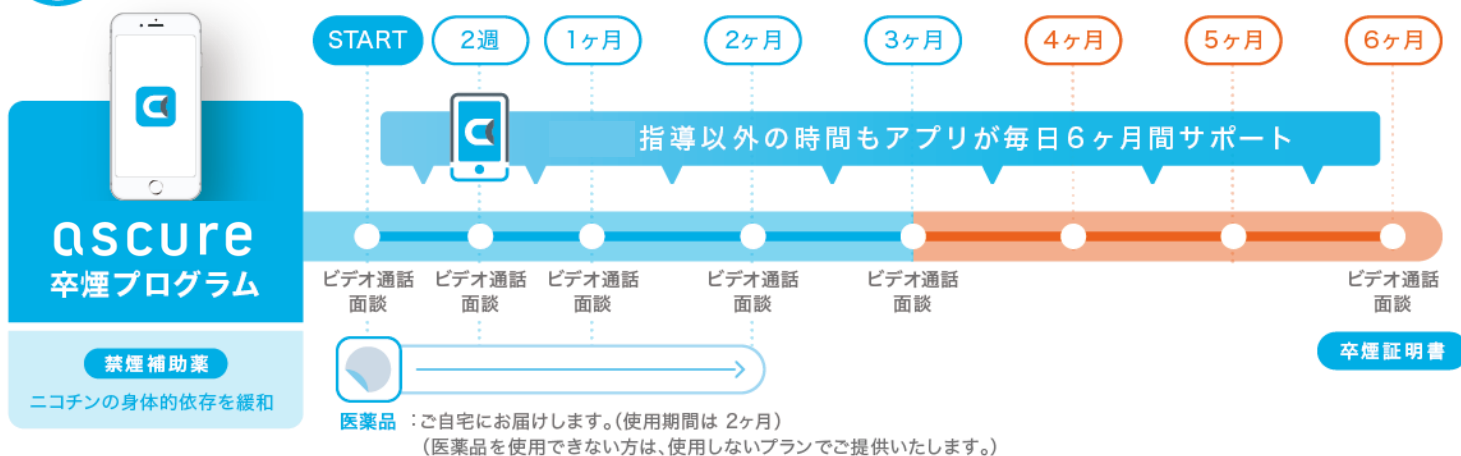 START
2週
1ヶ月
2ヶ月
3ヶ月
4ヶ月
5ヶ月
6ヶ月
指導以外の時間もアプリが毎日6ヶ月間サポート
ascure
卒煙プログラム
禁煙補助薬
ニコチンの身体的依存を緩和
ビデオ通話
面談
ビデオ通話
面談
ビデオ通話
面談
ビデオ通話
面談
ビデオ通話
面談
ビデオ通話
面談
卒煙証明書
医薬品 :ご自宅にお届けします。(使用期間は 2ヶ月)
(医薬品を使用できない方は、使用しないプランでご提供いたします。)